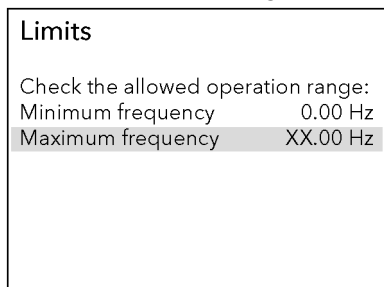 Limits
Check the allowed operation range:
Minimum frequency 0.00 Hz
Maximum frequency XX.00 Hz